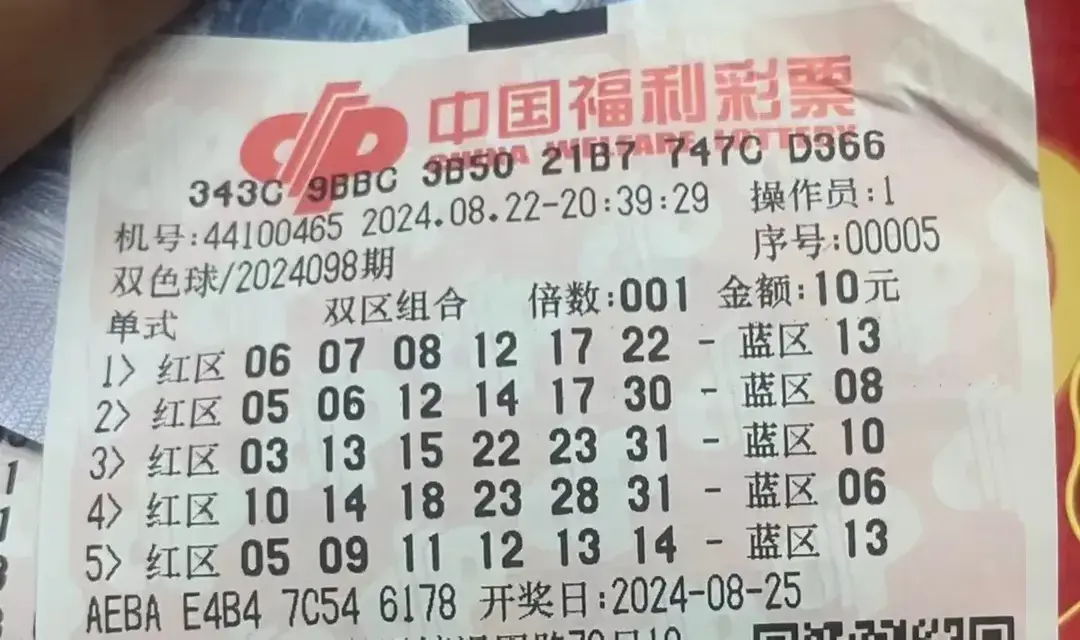 中国福利彩票
CHINA WELFARE LOTTERY
343C 9BBC 3B50 21B7 747C D366
机号:44100465 2024.08.22-20:39:29 操作员:1
双色球/2024098期 序号:00005
单式 双区组合 倍数:001 金额:10元
1> 红区 06 07 08 12 17 22 - 蓝区 13
2> 红区 05 06 12 14 17 30 - 蓝区 08
3> 红区 03 13 15 22 23 31 - 蓝区 10
4> 红区 10 14 18 23 28 31 - 蓝区 06
5> 红区 05 09 11 12 13 14 - 蓝区 13
AEBA E4B4 7C54 6178 开奖日:2024-08-25